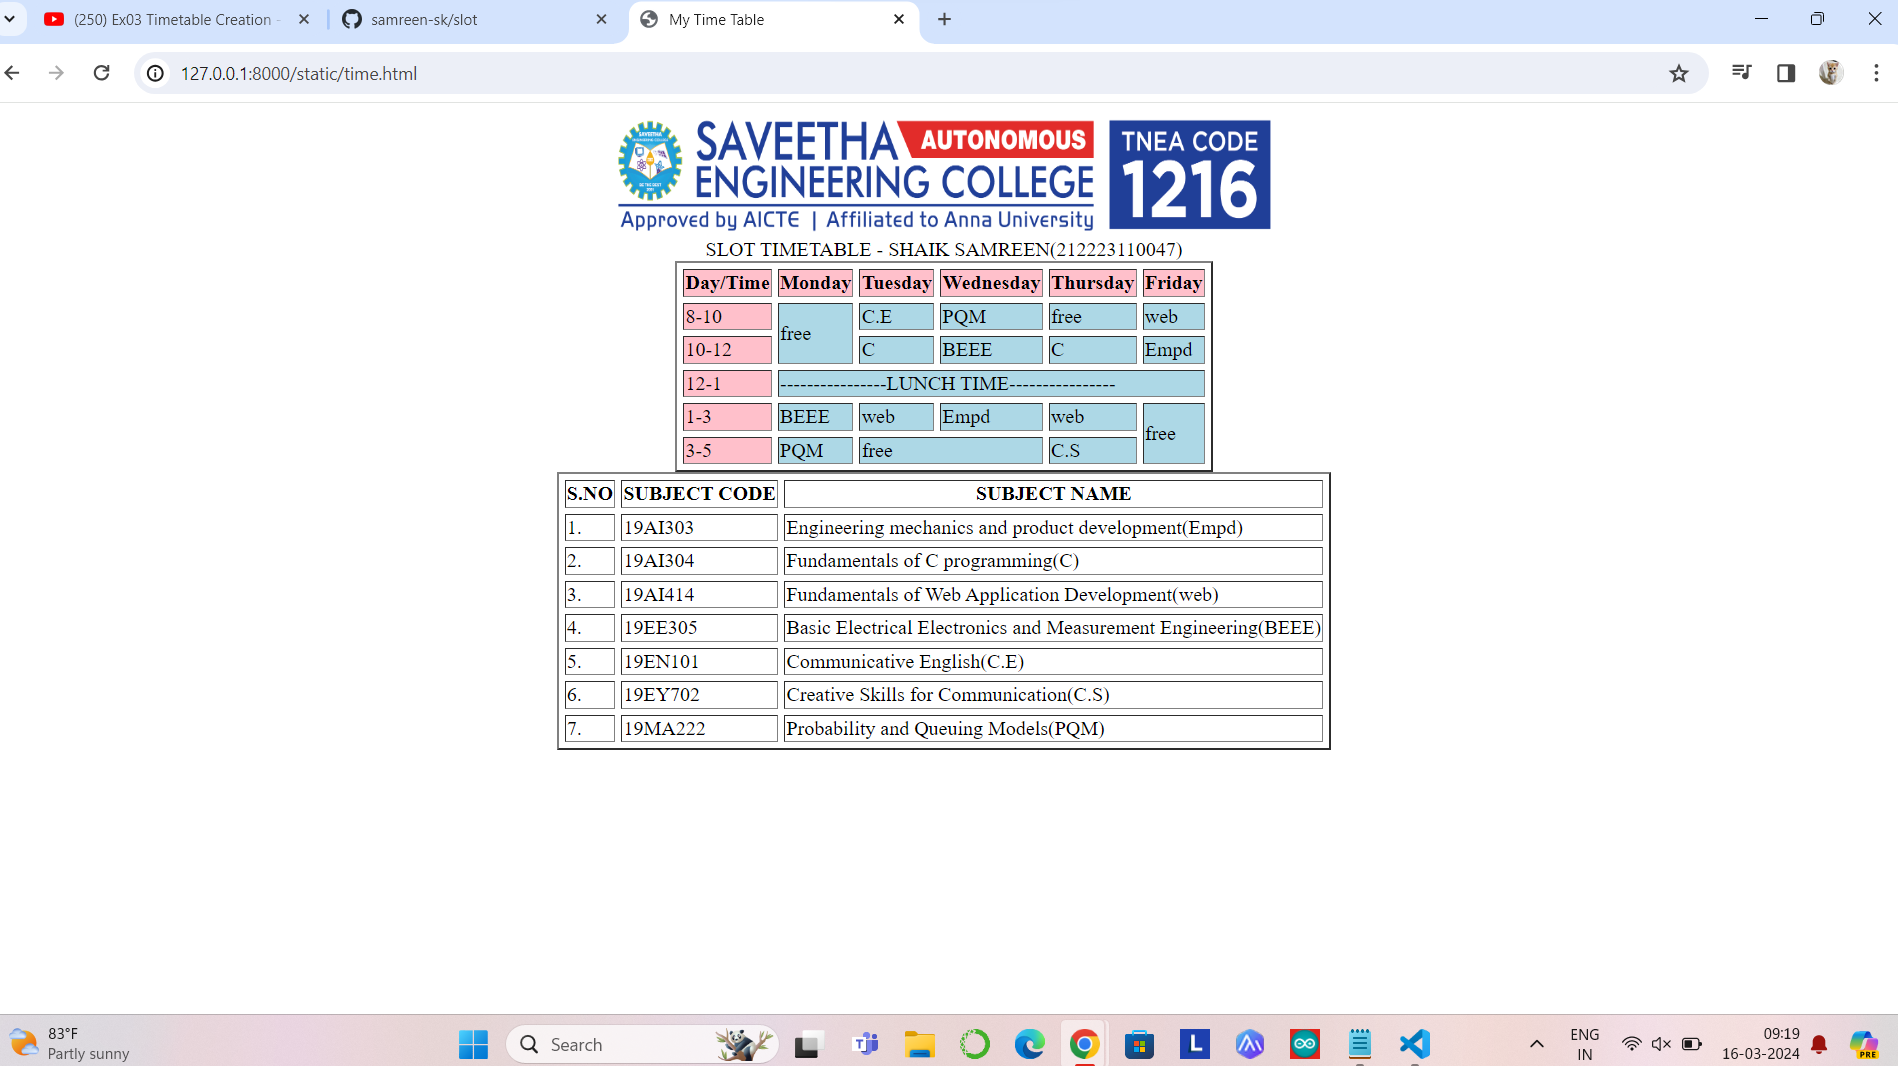 (250) Ex03 Timetable Creation -
samreen-sk/slot
My Time Table
127.0.0.1:8000/static/time.html
SAVEETHA AUTONOMOUS
ENGINEERING COLLEGE
Approved by AICTE | Affiliated to Anna University
TNEA CODE
1216
SLOT TIMETABLE - SHAIK SAMREEN(212223110047)
Day/Time Monday Tuesday Wednesday Thursday Friday
8-10 free C.E PQM free web
10-12 C BEEE C Empd
12-1 ----------------LUNCH TIME----------------
1-3 BEEE web Empd web free
3-5 PQM free C.S
S.NO SUBJECT CODE SUBJECT NAME
1. 19AI303 Engineering mechanics and product development(Empd)
2. 19AI304 Fundamentals of C programming(C)
3. 19AI414 Fundamentals of Web Application Development(web)
4. 19EE305 Basic Electrical Electronics and Measurement Engineering(BEEE)
5. 19EN101 Communicative English(C.E)
6. 19EY702 Creative Skills for Communication(C.S)
7. 19MA222 Probability and Queuing Models(PQM)
83°F
Partly sunny
Search
L
ENG
IN
09:19
16-03-2024
PRE